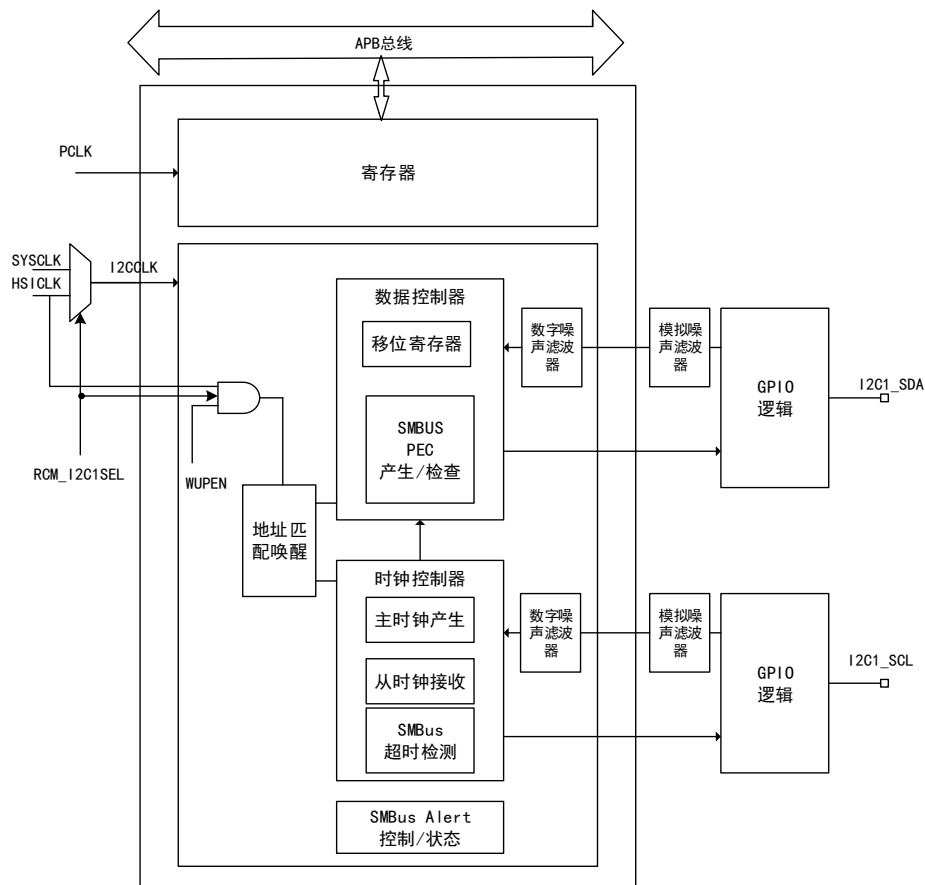 APB总线
PCLK
寄存器
SYSCLK
HSICLK
I2CCLK
数据控制器
移位寄存器
数字噪
声滤波
器
模拟噪
声滤波
器
GPIO
逻辑
I2C1_SDA
SMBUS
PEC
产生/检查
RCM_I2C1SEL
WUPEN
地址匹
配唤醒
时钟控制器
主时钟产生
数字噪
声滤波
器
模拟噪
声滤波
器
GPIO
逻辑
I2C1_SCL
从时钟接收
SMBus
超时检测
SMBus Alert
控制/状态